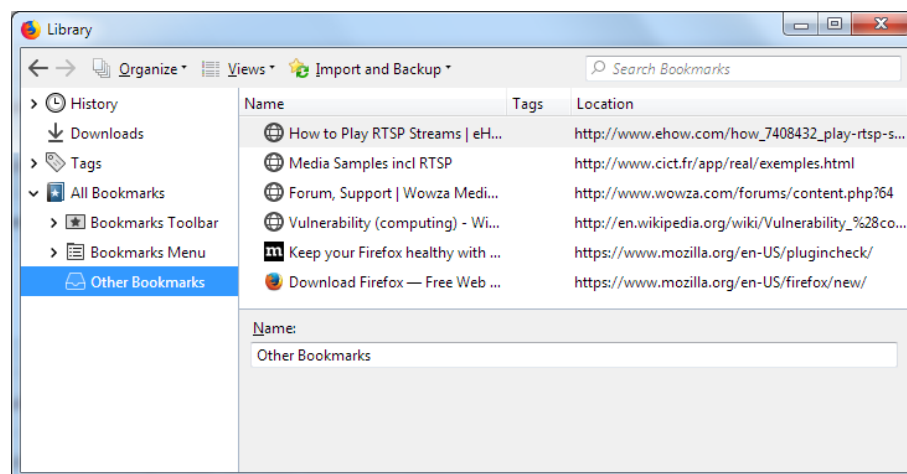 Library
Organize Views Import and Backup Search Bookmarks
Name Tags Location
History
Downloads
Tags
All Bookmarks
Bookmarks Toolbar
Bookmarks Menu
Other Bookmarks
How to Play RTSP Streams | eH... http://www.ehow.com/how_7408432_play-rtsp-s...
Media Samples incl RTSP http://www.cict.fr/app/real/exemples.html
Forum, Support | Wowza Medi... http://www.wowza.com/forums/content.php?64
Vulnerability (computing) - Wi... http://en.wikipedia.org/wiki/Vulnerability_%28co...
m Keep your Firefox healthy with ... https://www.mozilla.org/en-US/plugincheck/
Download Firefox — Free Web ... https://www.mozilla.org/en-US/firefox/new/
Name:
Other Bookmarks